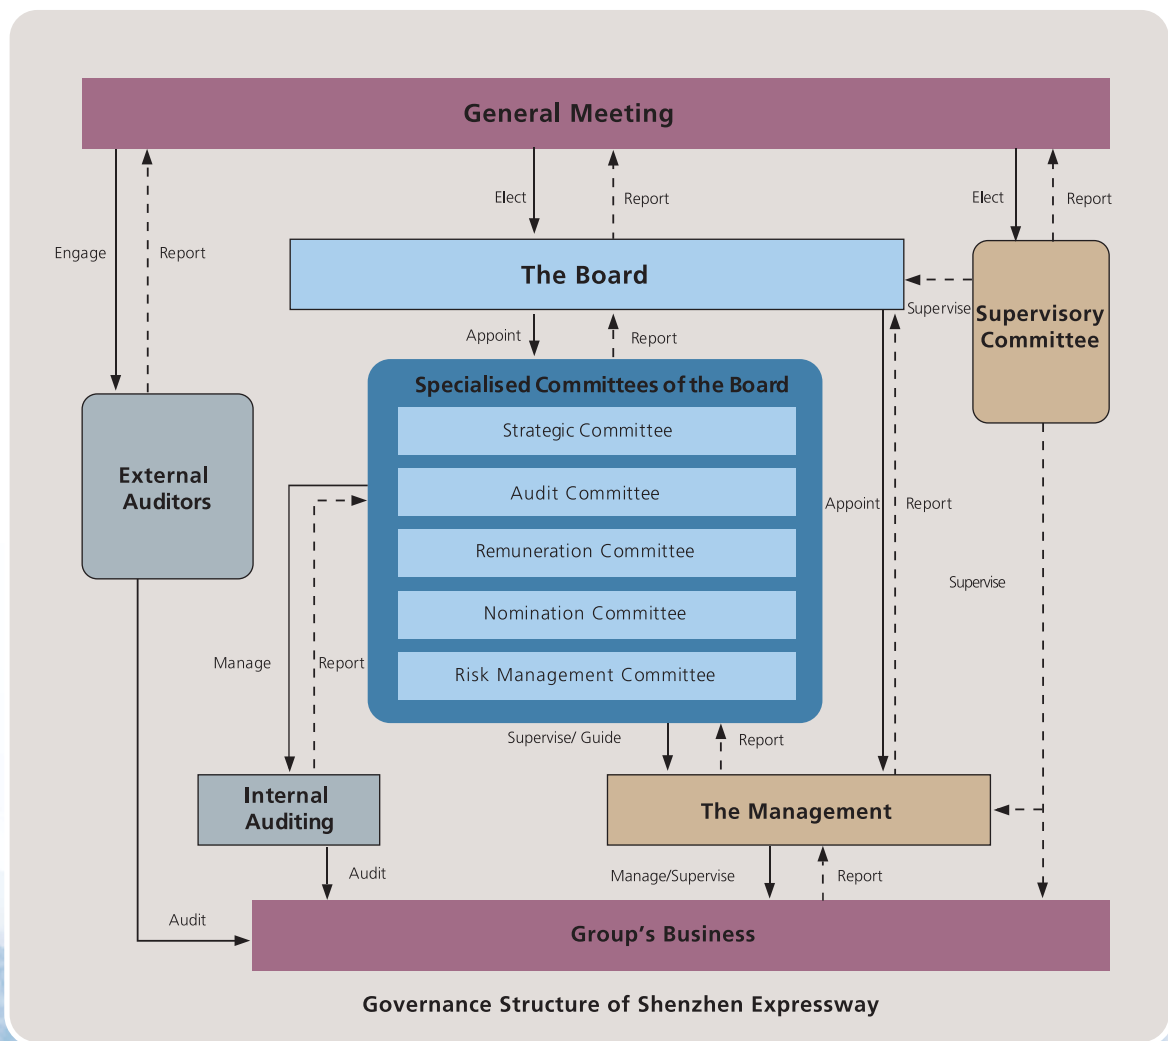 General Meeting
Elect
Report
Elect
Report
Engage
Report
The Board
Supervise
Supervisory
Committee
Appoint
Report
Specialised Committees of the Board
Strategic Committee
External
Auditors
Audit Committee
Appoint
Report
Remuneration Committee
Supervise
Nomination Committee
Manage
Report
Risk Management Committee
Supervise/ Guide
Report
Internal
Auditing
The Management
Audit
Manage/Supervise
Report
Audit
Group's Business
Governance Structure of Shenzhen Expressway